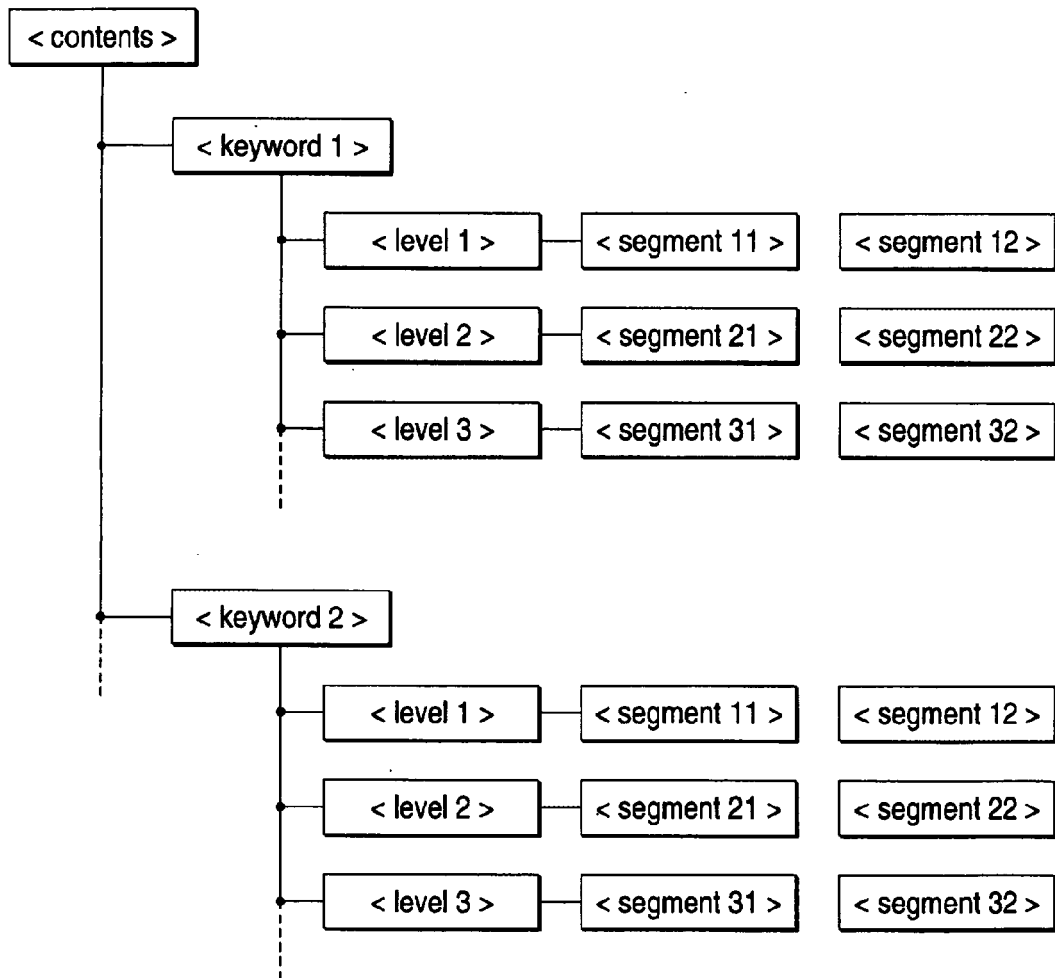 < contents >
< keyword 1 >
< level 1 > < segment 11 > < segment 12 >
< level 2 > < segment 21 > < segment 22 >
< level 3 > < segment 31 > < segment 32 >
< keyword 2 >
< level 1 > < segment 11 > < segment 12 >
< level 2 > < segment 21 > < segment 22 >
< level 3 > < segment 31 > < segment 32 >